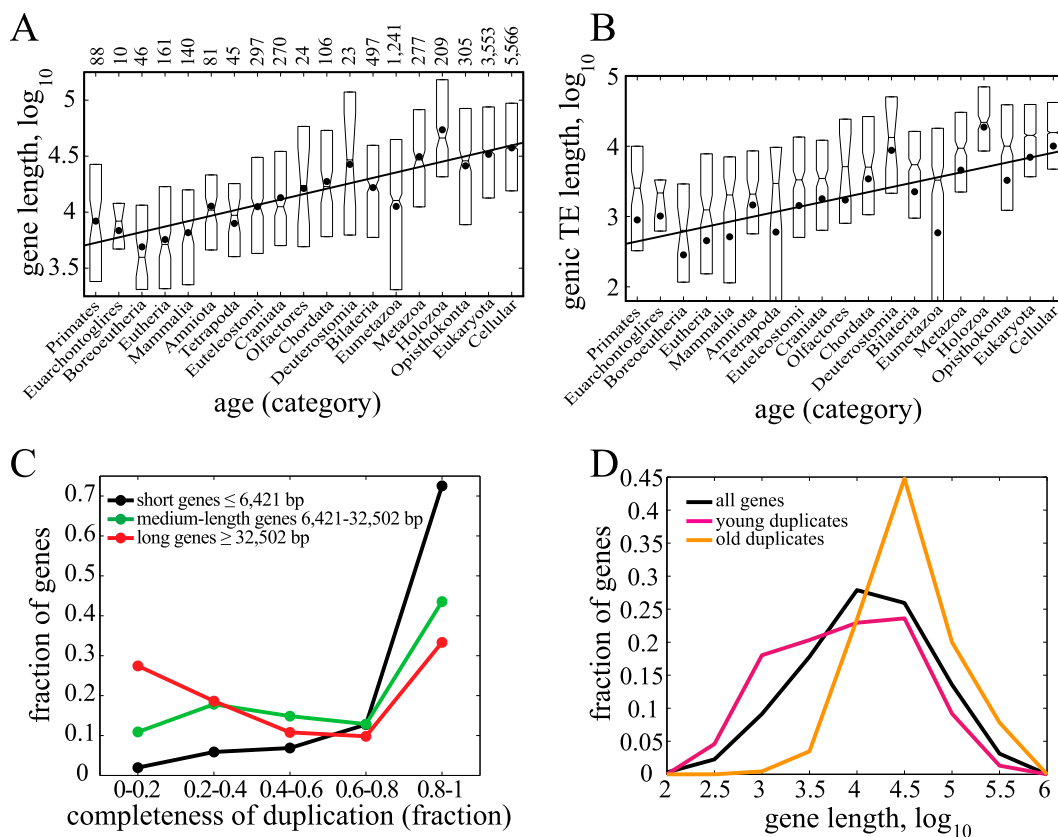 A
88 10 46 161 140 81 45 297 270 24 106 23 497 1,241 277 209 305 3,553 5,566
gene length, log10
5
4.5
4
3.5
Primates
Euarchontoglires
Boreoeutheria
Eutheria
Mammalia
Amniota
Tetrapoda
Euteleostomi
Craniata
Olfactores
Chordata
Deuterostomia
Bilateria
Eumetazoa
Metazoa
Holozoa
Opisthokonta
Eukaryota
Cellular
age (category)
B
genic TE length, log10
5
4
3
2
Primates
Euarchontoglires
Boreoeutheria
Eutheria
Mammalia
Amniota
Tetrapoda
Euteleostomi
Craniata
Olfactores
Chordata
Deuterostomia
Bilateria
Eumetazoa
Metazoa
Holozoa
Opisthokonta
Eukaryota
Cellular
age (category)
C
short genes ≤ 6,421 bp
medium-length genes 6,421-32,502 bp
long genes ≥ 32,502 bp
fraction of genes
0.7
0.6
0.5
0.4
0.3
0.2
0.1
0
0-0.2 0.2-0.4 0.4-0.6 0.6-0.8 0.8-1
completeness of duplication (fraction)
D
all genes
young duplicates
old duplicates
fraction of genes
0.45
0.4
0.35
0.3
0.25
0.2
0.15
0.1
0.05
0
2 2.5 3 3.5 4 4.5 5 5.5 6
gene length, log10